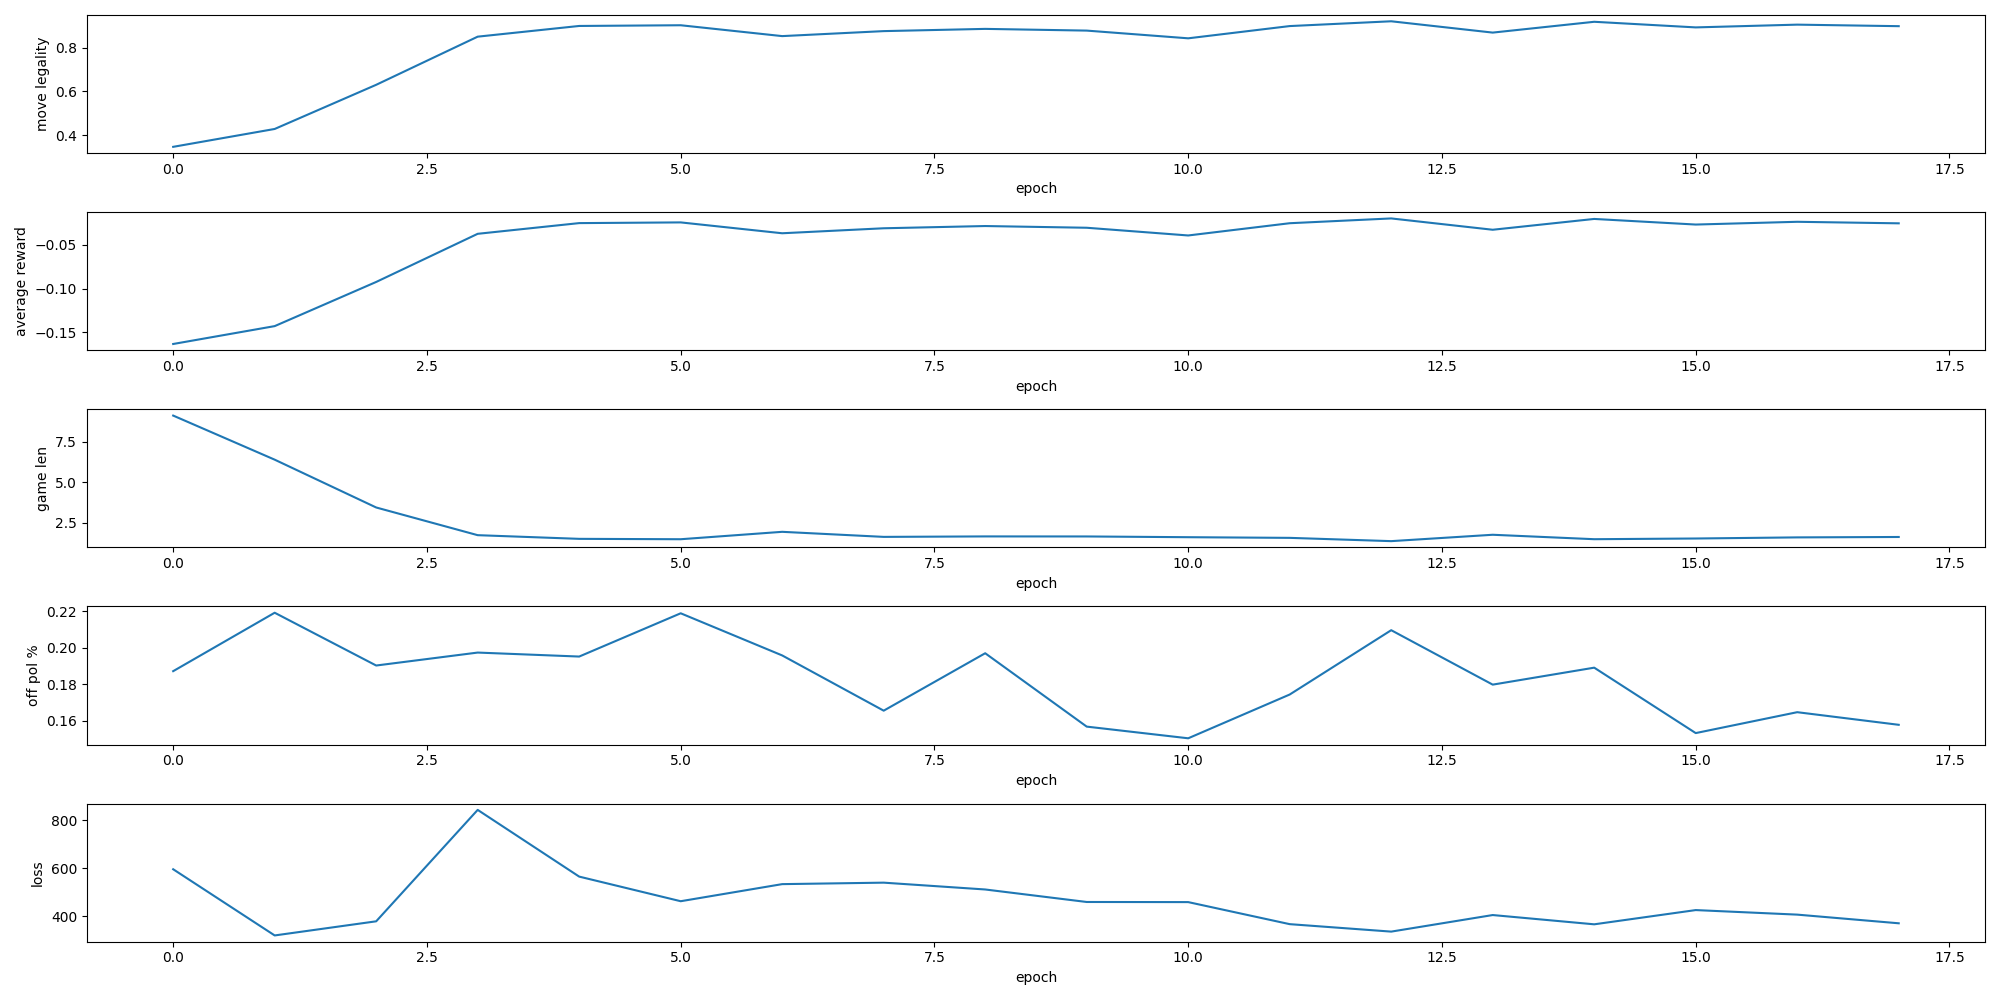 move legality
0.8
0.6
0.4
0.0 2.5 5.0 7.5 10.0 12.5 15.0 17.5
epoch
average reward
−0.05
−0.10
−0.15
0.0 2.5 5.0 7.5 10.0 12.5 15.0 17.5
epoch
game len
7.5
5.0
2.5
0.0 2.5 5.0 7.5 10.0 12.5 15.0 17.5
epoch
off pol %
0.22
0.20
0.18
0.16
0.0 2.5 5.0 7.5 10.0 12.5 15.0 17.5
epoch
loss
800
600
400
0.0 2.5 5.0 7.5 10.0 12.5 15.0 17.5
epoch